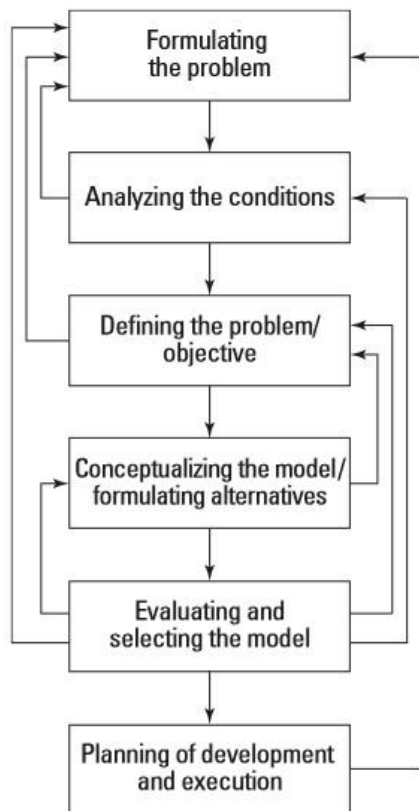 Formulating
the problem
Analyzing the conditions
Defining the problem/
objective
Conceptualizing the model/
formulating alternatives
Evaluating and
selecting the model
Planning of development
and execution